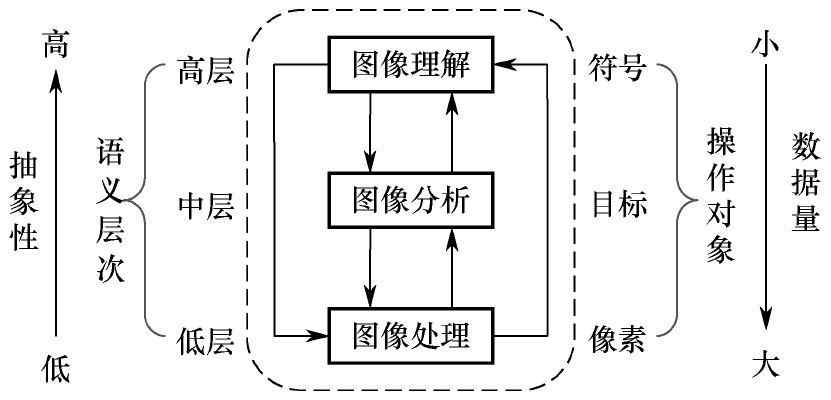 高
小
高层
图像理解
符号
抽象性
语义层次
中层
图像分析
目标
操作对象
数据量
低层
图像处理
像素
低
大